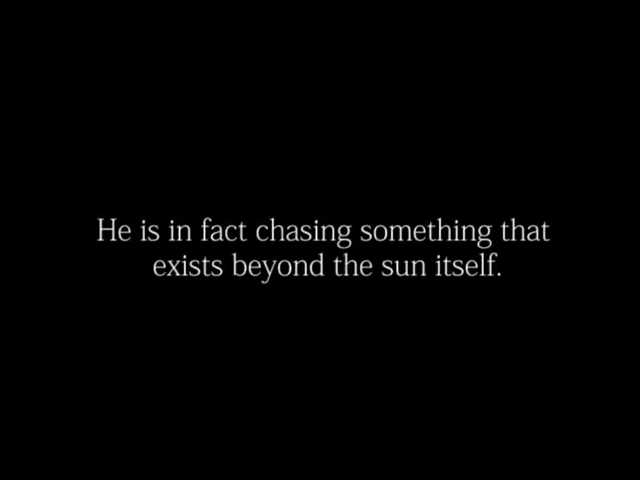 He is in fact chasing something that
exists beyond the sun itself.